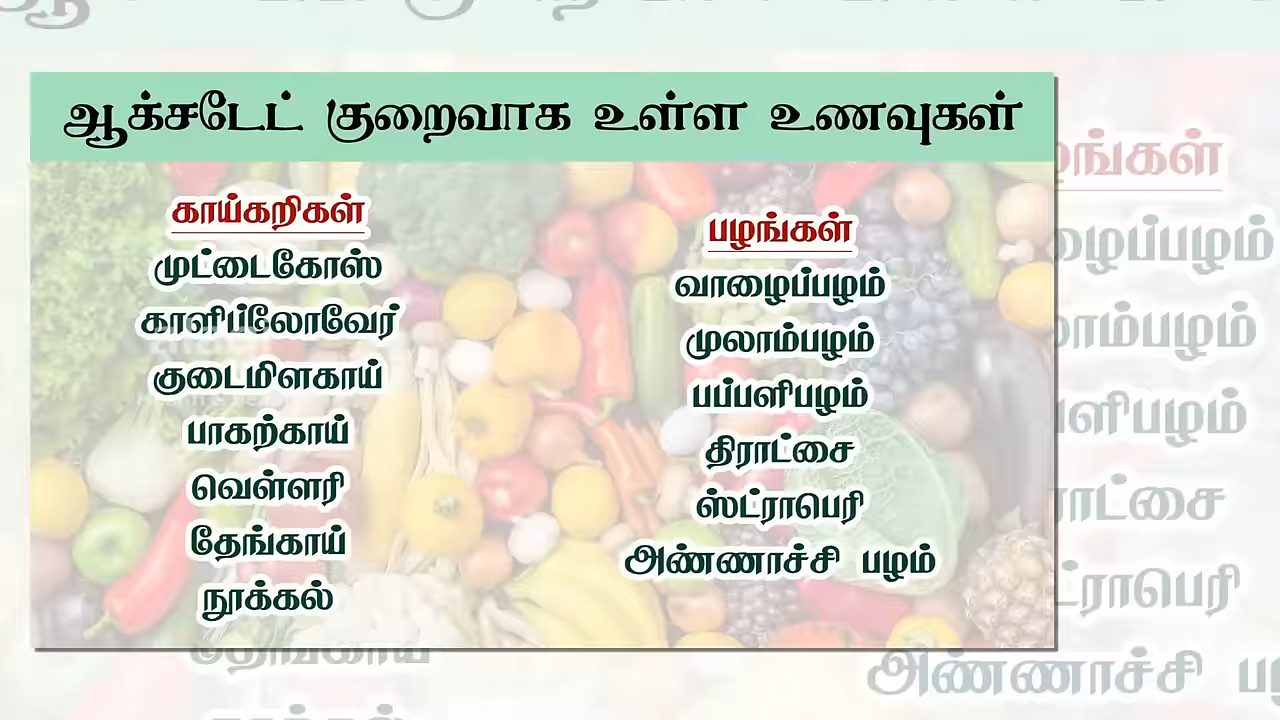 ஆக்சடேட் குறைவாக உள்ள உணவுகள்
காய்கறிகள்
முட்டைகோஸ்
காளிப்லோவேர்
குடைமிளகாய்
பாகற்காய்
வெள்ளரி
தேங்காய்
நூக்கல்
பழங்கள்
வாழைப்பழம்
முலாம்பழம்
பப்பளிபழம்
திராட்சை
ஸ்ட்ராபெரி
அண்ணாச்சி பழம்